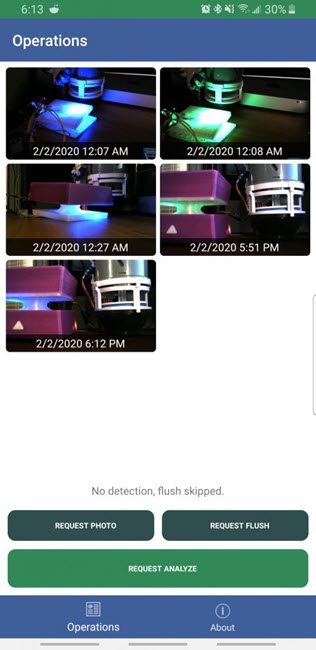 6:13
30%
Operations
2/2/2020 12:07 AM
2/2/2020 12:08 AM
2/2/2020 12:27 AM
2/2/2020 5:51 PM
2/2/2020 6:12 PM
No detection, flush skipped.
REQUEST PHOTO
REQUEST FLUSH
REQUEST ANALYZE
Operations
About